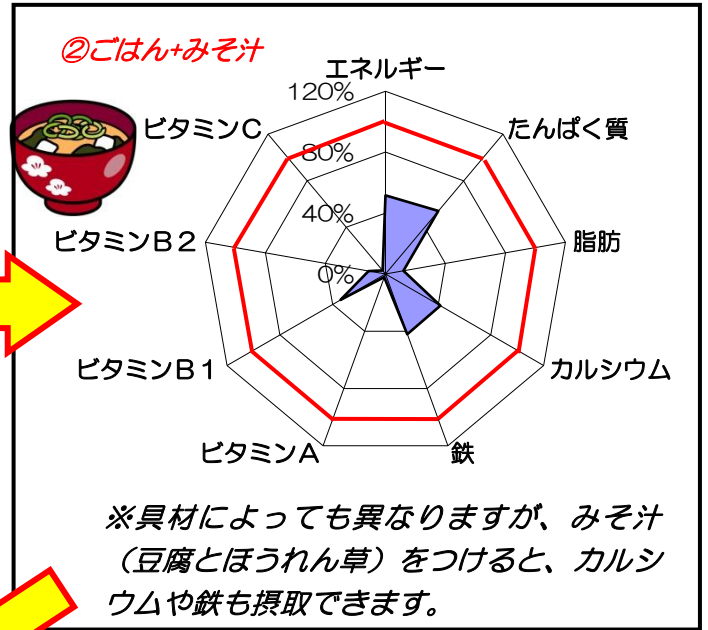 ②ごはん+みそ汁
エネルギー
120%
ビタミンC
たんぱく質
80%
40%
ビタミンB2
脂肪
0%
ビタミンB1
カルシウム
ビタミンA
鉄
※具材によっても異なりますが、みそ汁
（豆腐とほうれん草）をつけると、カルシ
ウムや鉄も摂取できます。